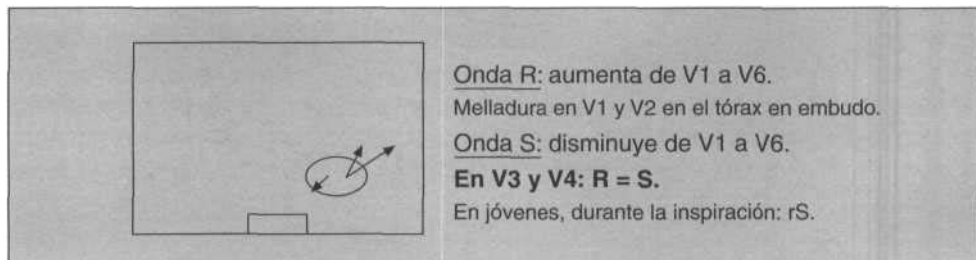 Onda R: aumenta de V1 a V6.
Melladura en V1 y V2 en el tórax en embudo.
Onda S: disminuye de V1 a V6.
En V3 y V4: R = S.
En jóvenes, durante la inspiración: rS.